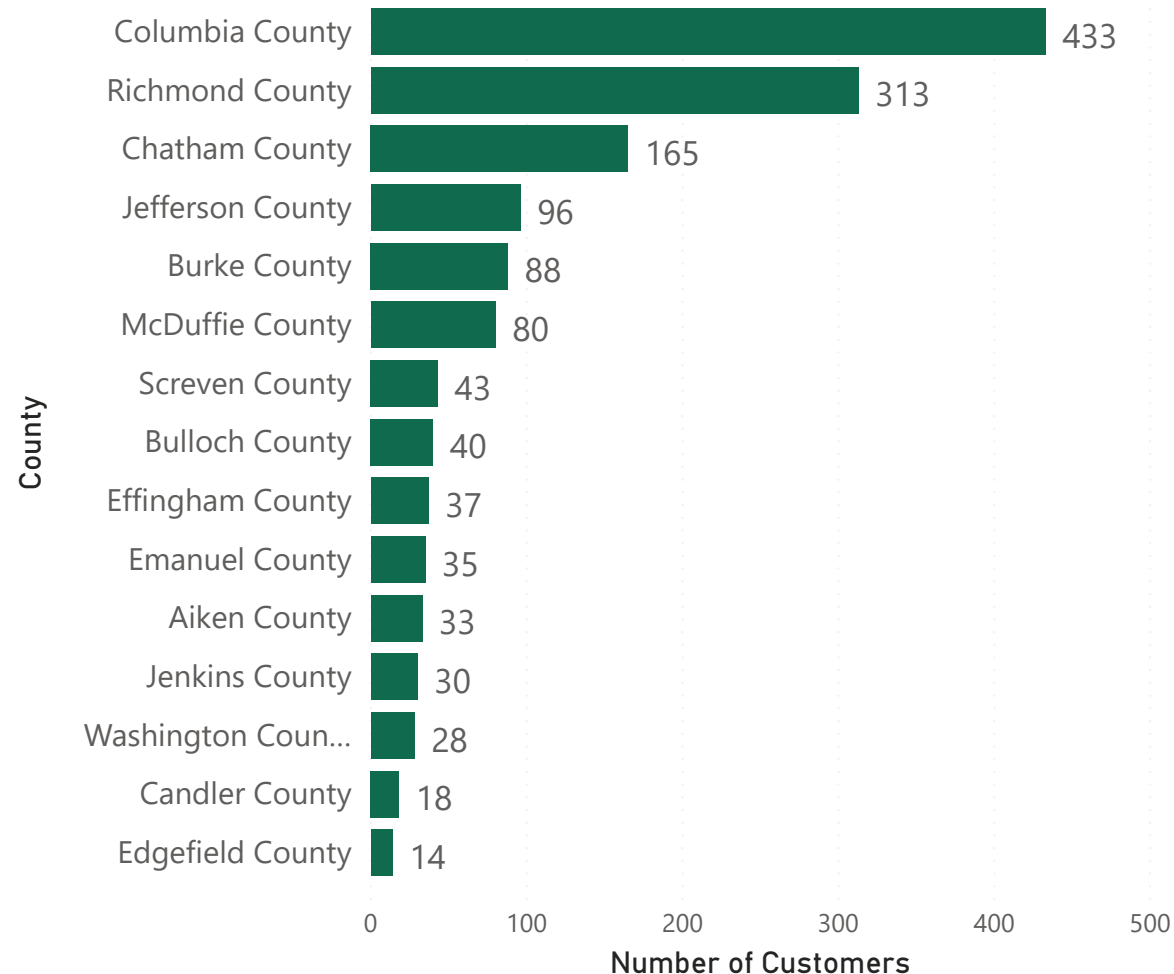 Columbia County 433
Richmond County 313
Chatham County 165
Jefferson County 96
Burke County 88
McDuffie County 80
Screven County 43
Bulloch County 40
Effingham County 37
Emanuel County 35
Aiken County 33
Jenkins County 30
Washington Coun... 28
Candler County 18
Edgefield County 14
County
0 100 200 300 400 500
Number of Customers